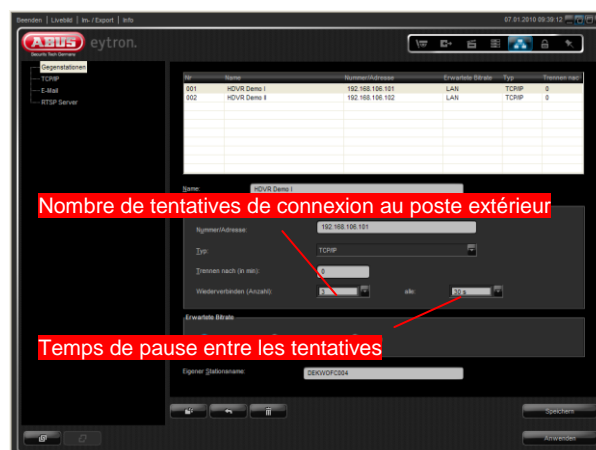 Beenden | Livebild | In- / Export | Info
07.01.2010 09:39:12
ABUS
Security Tech Germany
eytron.
Gegenstationen
TCP/IP
E-Mail
RTSP Server
Nr Name Nummer/Adresse Erwartete Bitrate Typ Trennen nach
001 HDVR Demo I 192.168.106.101 LAN TCP/IP 0
002 HDVR Demo II 192.168.106.102 LAN TCP/IP 0
Name: HDVR Demo I
Nombre de tentatives de connexion au poste extérieur
Nummer/Adresse: 192.168.106.101
Typ: TCP/IP
Trennen nach (in min): 0
Wiederverbinden (Anzahl): 3 alle: 30 s
Erwartete Bitrate
Temps de pause entre les tentatives
Eigener Stationsname: DEKWDFC004
Speichern
Anwenden